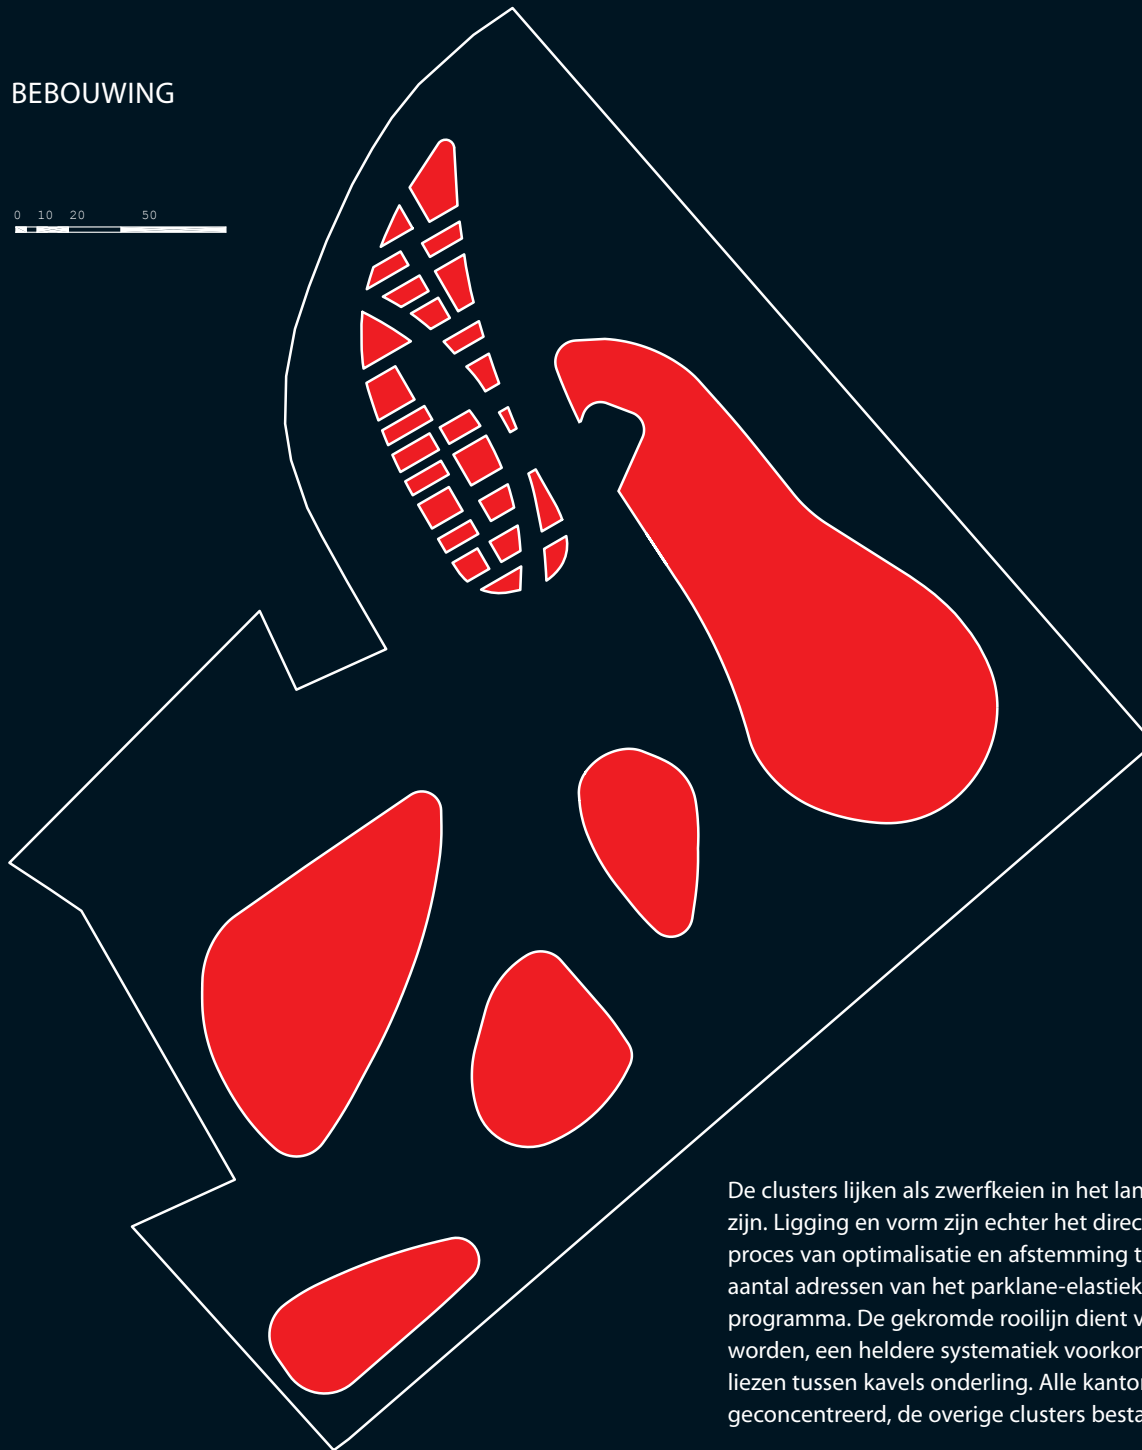 BEBOUWING
0 10 20 50
De clusters lijken als zwerfkeien in het lan
zijn. Ligging en vorm zijn echter het direc
proces van optimalisatie en afstemming t
aantal adressen van het parklane-elastiek
programma. De gekromde rooilijn dient v
worden, een heldere systematiek voorkor
liezen tussen kavels onderling. Alle kantor
geconcentreerd, de overige clusters besta